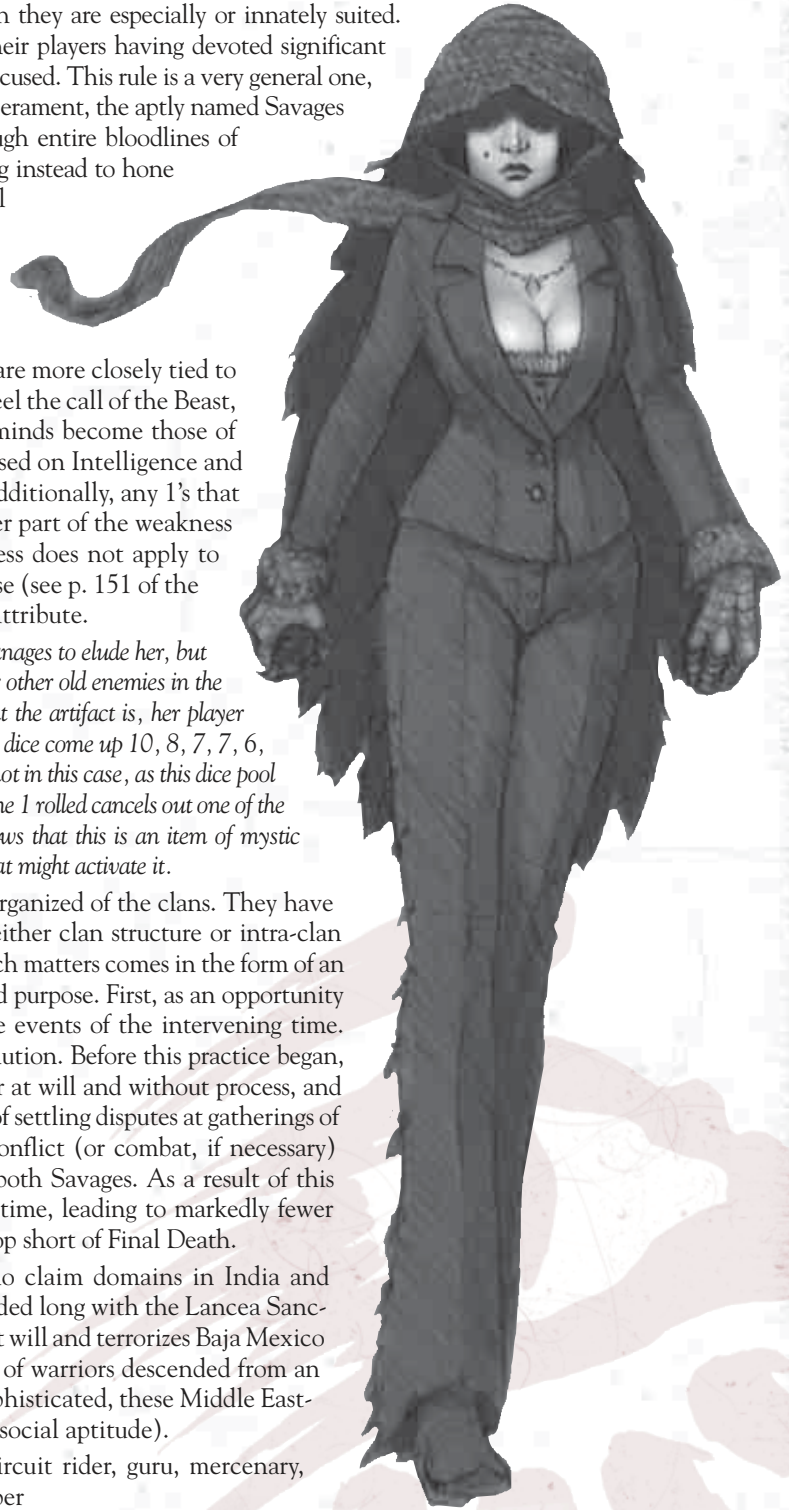 n they are especially or innately suited.
heir players having devoted significant
cused. This rule is a very general one,
perament, the aptly named Savages
ugh entire bloodlines of
g instead to hone
l
are more closely tied to
eel the call of the Beast,
minds become those of
sed on Intelligence and
dditionally, any 1's that
er part of the weakness
ess does not apply to
se (see p. 151 of the
ttribute.
nages to elude her, but
other old enemies in the
t the artifact is, her player
dice come up 10, 8, 7, 7, 6,
not in this case, as this dice pool
ne 1 rolled cancels out one of the
ws that this is an item of mystic
at might activate it.
rganized of the clans. They have
either clan structure or intra-clan
ch matters comes in the form of an
d purpose. First, as an opportunity
e events of the intervening time.
lution. Before this practice began,
r at will and without process, and
of settling disputes at gatherings of
onflict (or combat, if necessary)
both Savages. As a result of this
time, leading to markedly fewer
op short of Final Death.
o claim domains in India and
ded long with the Lancea Sanc-
t will and terrorizes Baja Mexico
of warriors descended from an
phisticated, these Middle East-
social aptitude).
ircuit rider, guru, mercenary,
per